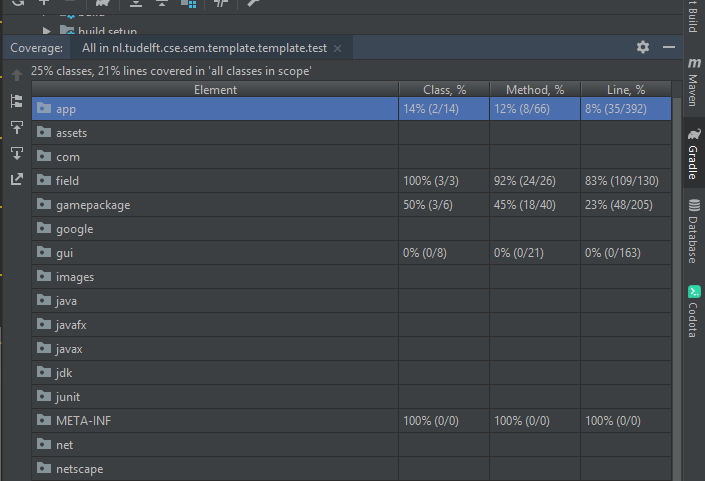 build setup
Coverage: All in nl.tudelft.cse.sem.template.template.test
25% classes, 21% lines covered in 'all classes in scope'
Element Class, % Method, % Line, %
app 14% (2/14) 12% (8/66) 8% (35/392)
assets
com
field 100% (3/3) 92% (24/26) 83% (109/130)
gamepackage 50% (3/6) 45% (18/40) 23% (48/205)
google
gui 0% (0/8) 0% (0/21) 0% (0/163)
images
java
javafx
javax
jdk
junit
META-INF 100% (0/0) 100% (0/0) 100% (0/0)
net
netscape
t Build
Maven
Gradle
Database
Codota